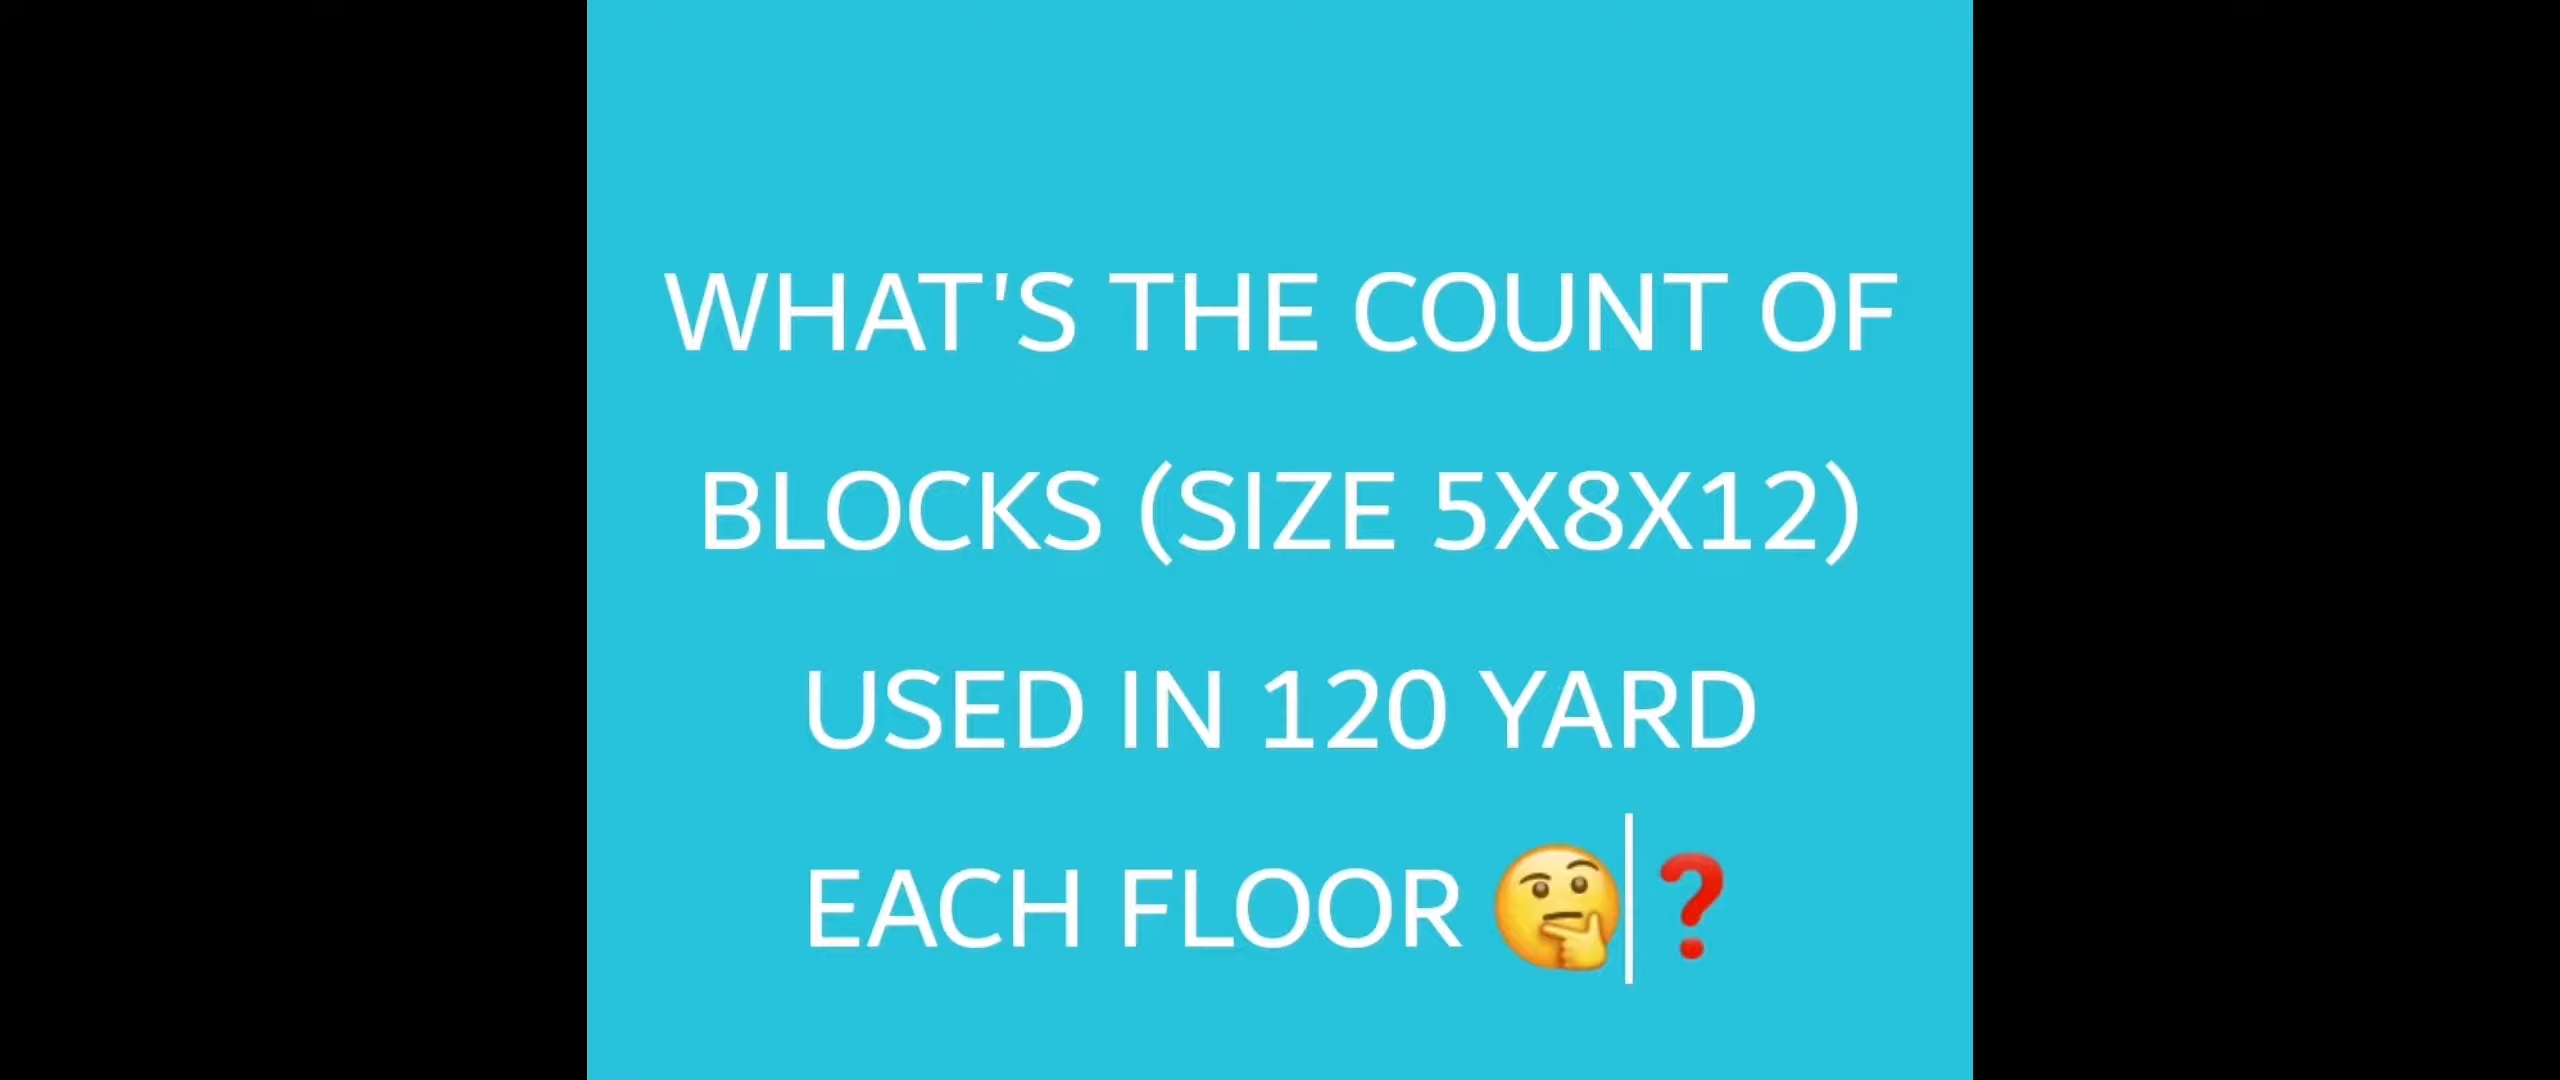 WHAT'S THE COUNT OF
BLOCKS (SIZE 5X8X12)
USED IN 120 YARD
EACH FLOOR 🤔❓